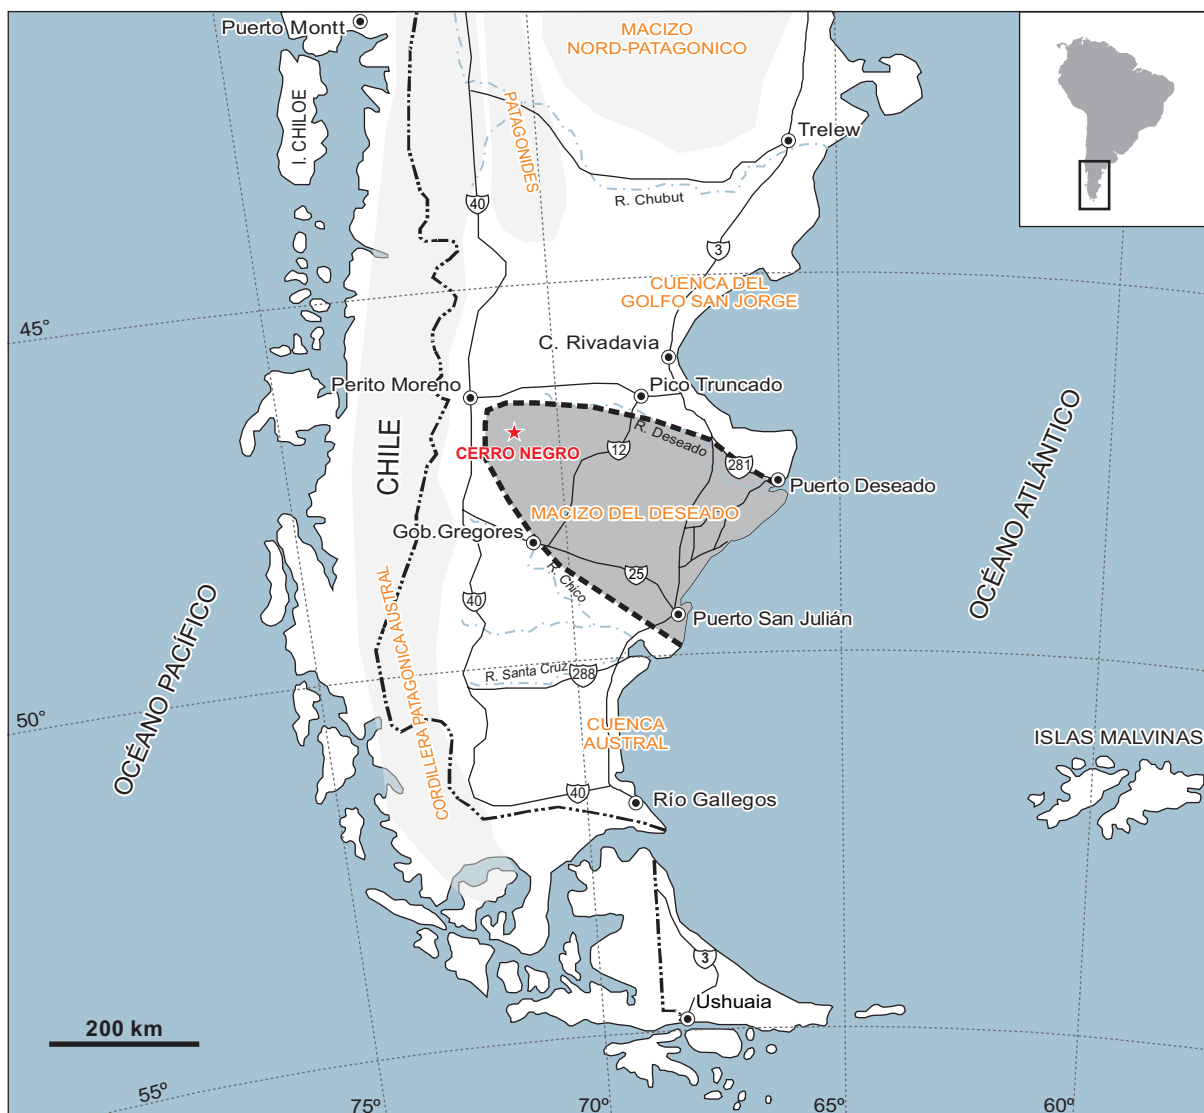 Puerto Montt
MACIZO
NORD-PATAGONICO
I. CHILOE
PATAGONIDES
Trelew
R. Chubut
40
3
CUENCA DEL
GOLFO SAN JORGE
45°
C. Rivadavia
Perito Moreno
Pico Truncado
CHILE
CERRO NEGRO
R. Deseado
12
281
Puerto Deseado
OCÉANO ATLÁNTICO
MACIZO DEL DESEADO
Gob.Gregores
R. Chico
25
40
Puerto San Julián
OCÉANO PACÍFICO
CORDILLERA PATAGONICA AUSTRAL
R. Santa Cruz
288
50°
CUENCA
AUSTRAL
ISLAS MALVINAS
40
Río Gallegos
3
Ushuaia
200 km
55°
75°
70°
65°
60°